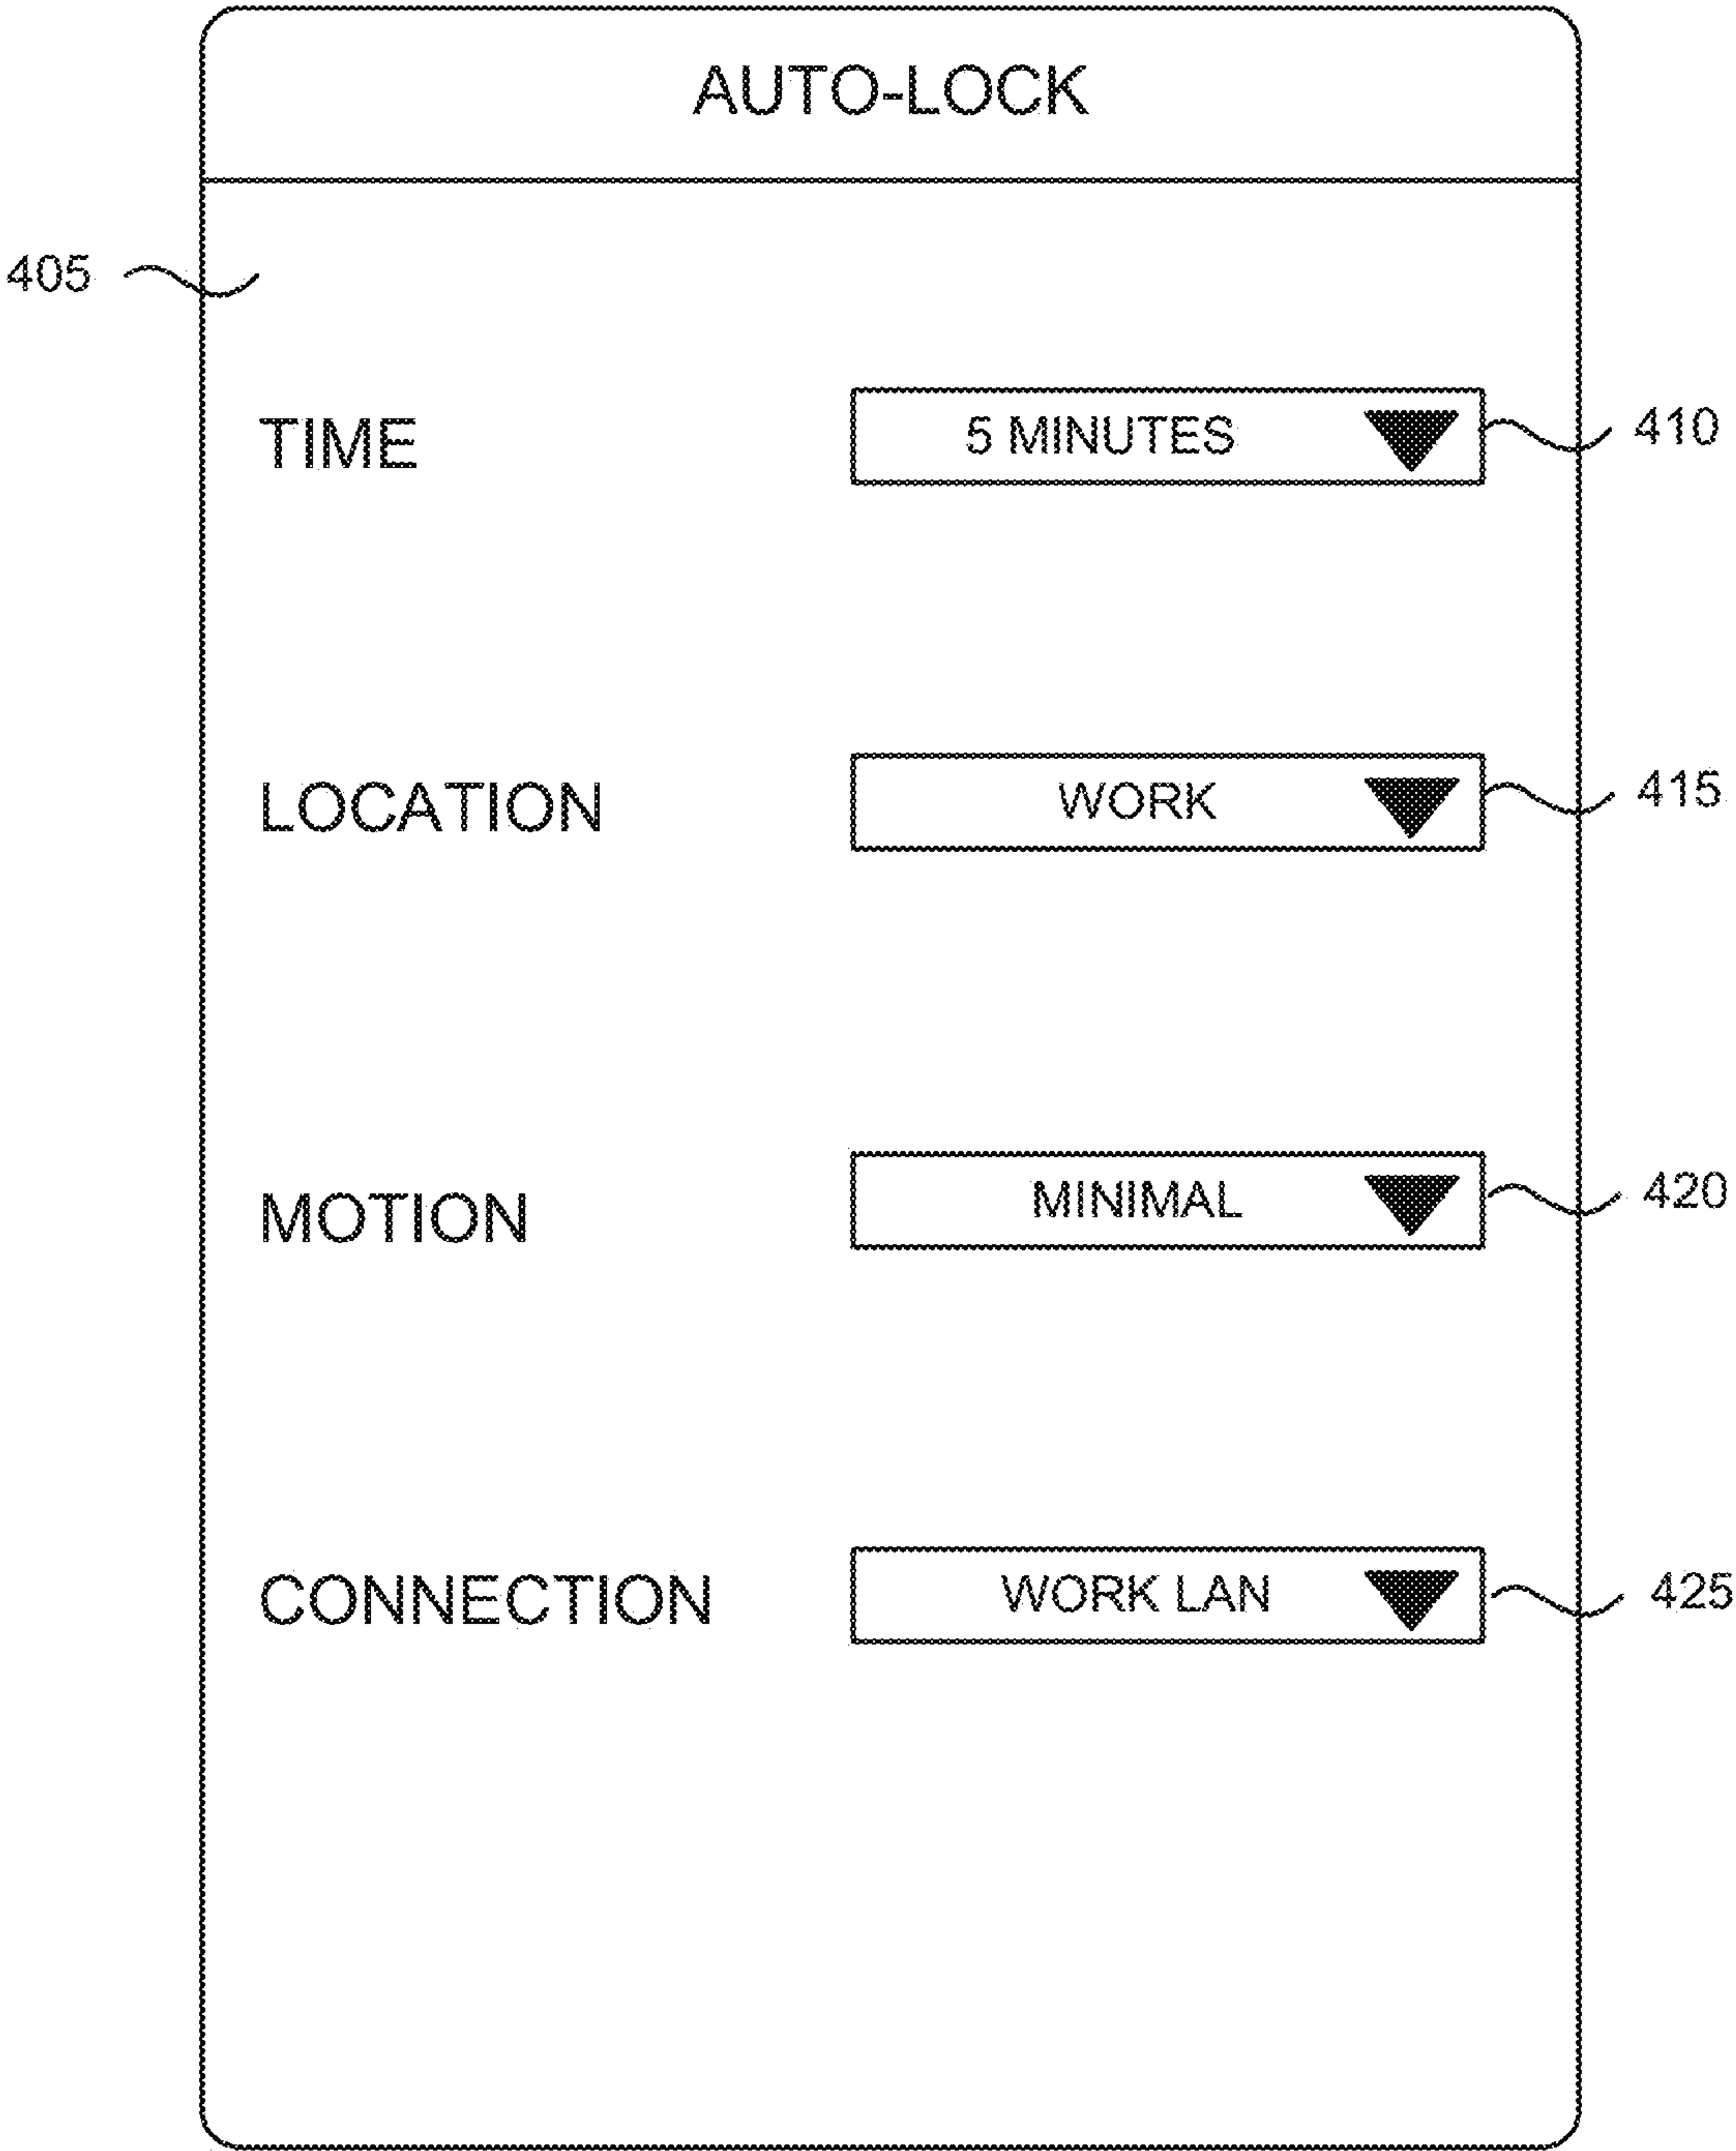 AUTO-LOCK
405
TIME 5 MINUTES 410
LOCATION WORK 415
MOTION MINIMAL 420
CONNECTION WORK LAN 425